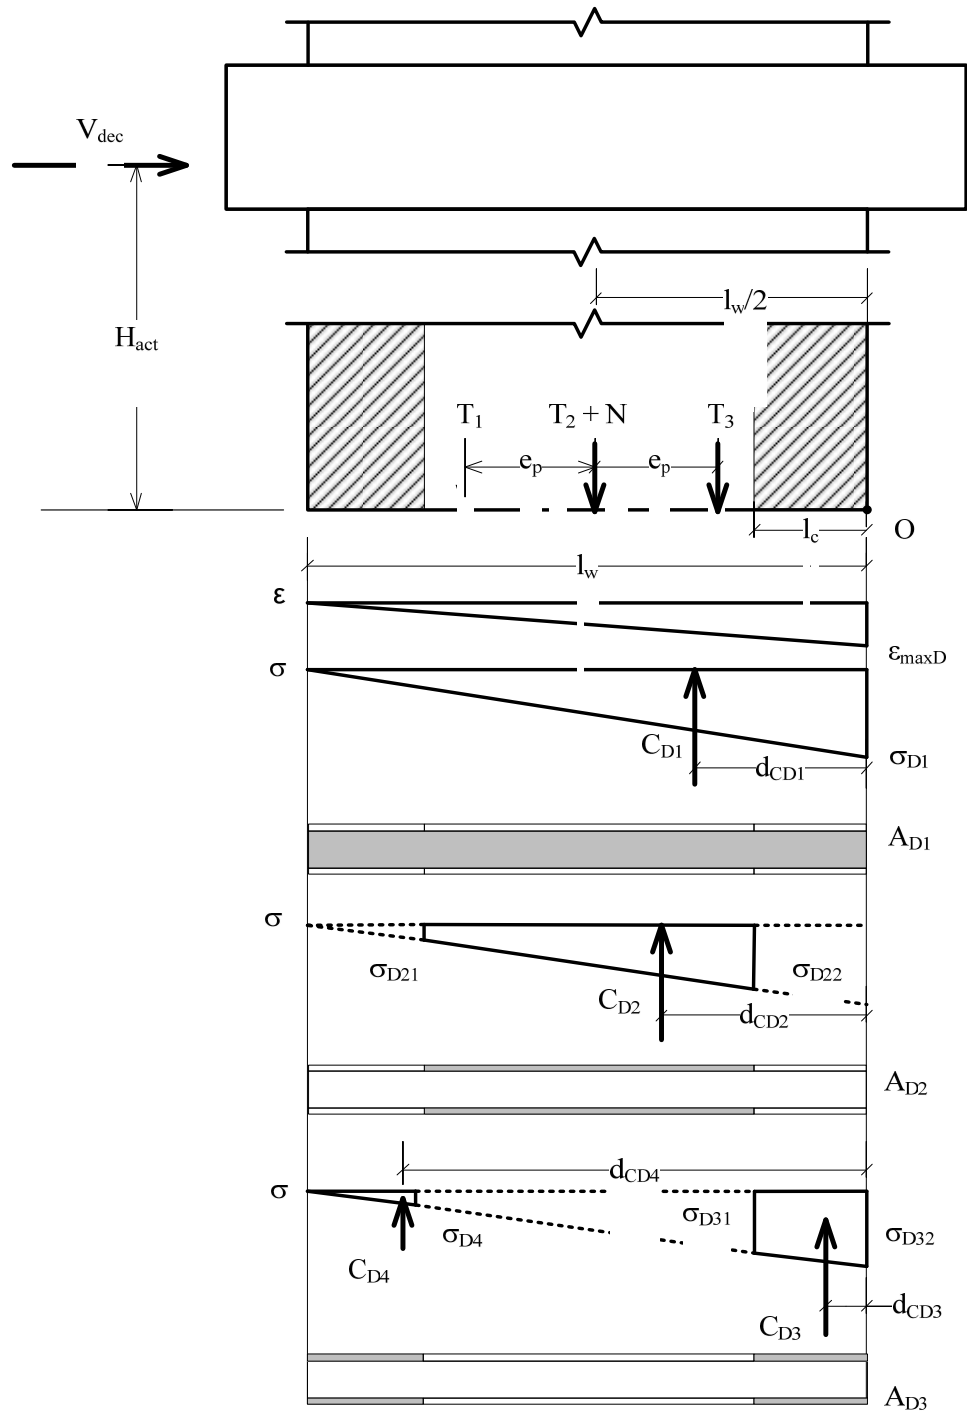 V_dec
l_w/2
H_act
T_1 T_2 + N T_3
e_p e_p
l_c O
l_w
ε
ε_maxD
σ
C_D1 d_CD1 σ_D1
A_D1
σ
σ_D21 σ_D22
C_D2 d_CD2
A_D2
d_CD4
σ
σ_D4 σ_D31 σ_D32
C_D4
C_D3 d_CD3
A_D3